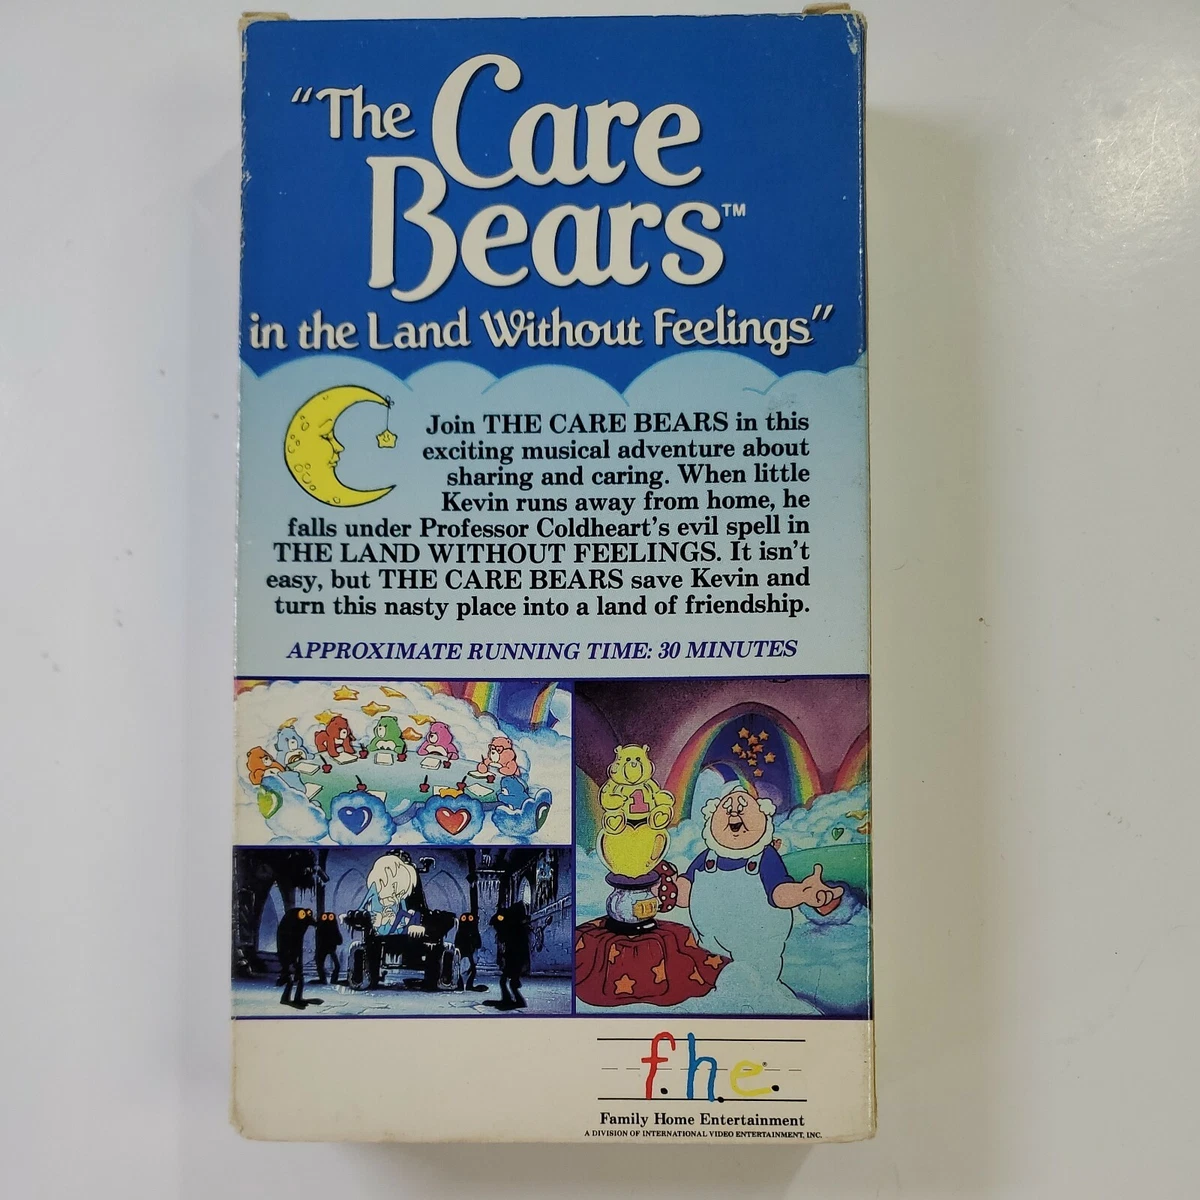 "The Care
Bears™
in the Land Without Feelings"
Join THE CARE BEARS in this
exciting musical adventure about
sharing and caring. When little
Kevin runs away from home, he
falls under Professor Coldheart's evil spell in
THE LAND WITHOUT FEELINGS. It isn't
easy, but THE CARE BEARS save Kevin and
turn this nasty place into a land of friendship.
APPROXIMATE RUNNING TIME: 30 MINUTES
1
f.h.e.®
Family Home Entertainment
A DIVISION OF INTERNATIONAL VIDEO ENTERTAINMENT, INC.